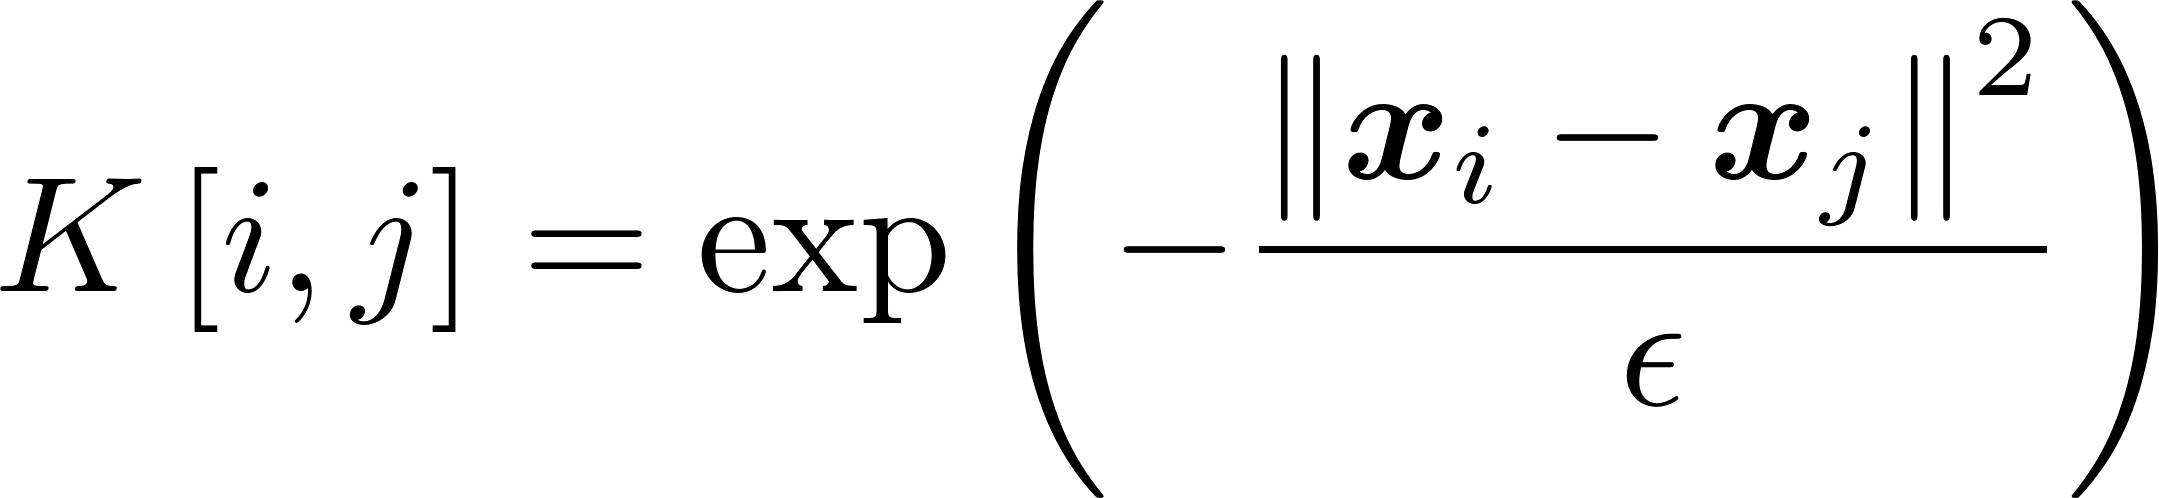 K [i, j] = exp ( − ‖𝒙_i − 𝒙_j‖² / ϵ )